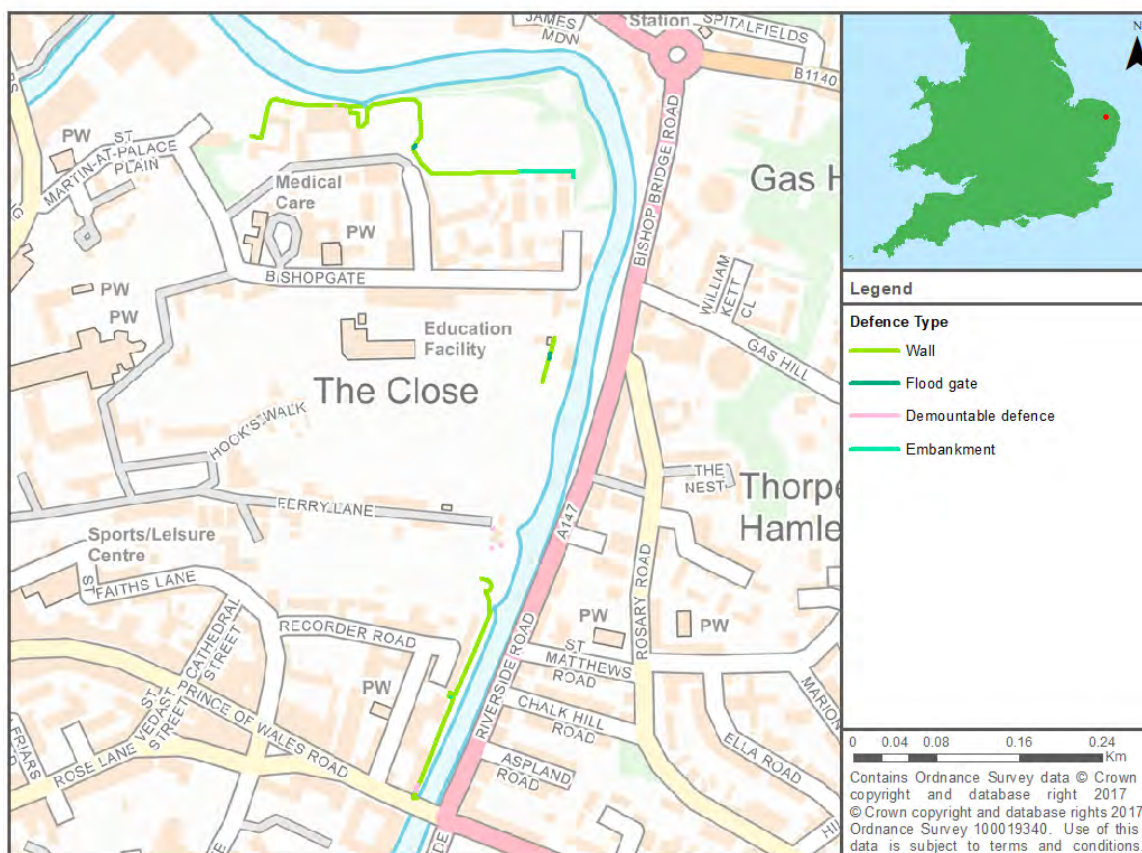 JAMES
MDW
Station
SPITALFIELDS
B1140
N
PW
ST
MARTIN-AT-PALACE
PLAIN
BISHOP BRIDGE ROAD
Gas H
Medical
Care
PW
BISHOPGATE
WILLIAM
KETT
CL
GAS HILL
PW
PW
Education
Facility
The Close
HOOK'S WALK
THE
NEST
Thorpe
Hamle
FERRY LANE
A147
ROSARY ROAD
Sports/Leisure
Centre
ST
FAITHS LANE
CATHEDRAL
STREET
RECORDER ROAD
PW
PW
ST
MATTHEWS
ROAD
RIVERSIDE ROAD
MARION
PW
ST
VEDAST
STREET
PRINCE OF WALES ROAD
CHALK HILL
ROAD
ELLA ROAD
FRIARS
ROSE LANE
ASPLAND
ROAD
Legend
Defence Type
Wall
Flood gate
Demountable defence
Embankment
0 0.04 0.08 0.16 0.24
Km
Contains Ordnance Survey data © Crown
copyright and database right 2017
© Crown copyright and database rights 2017
Ordnance Survey 100019340. Use of this
data is subject to terms and conditions